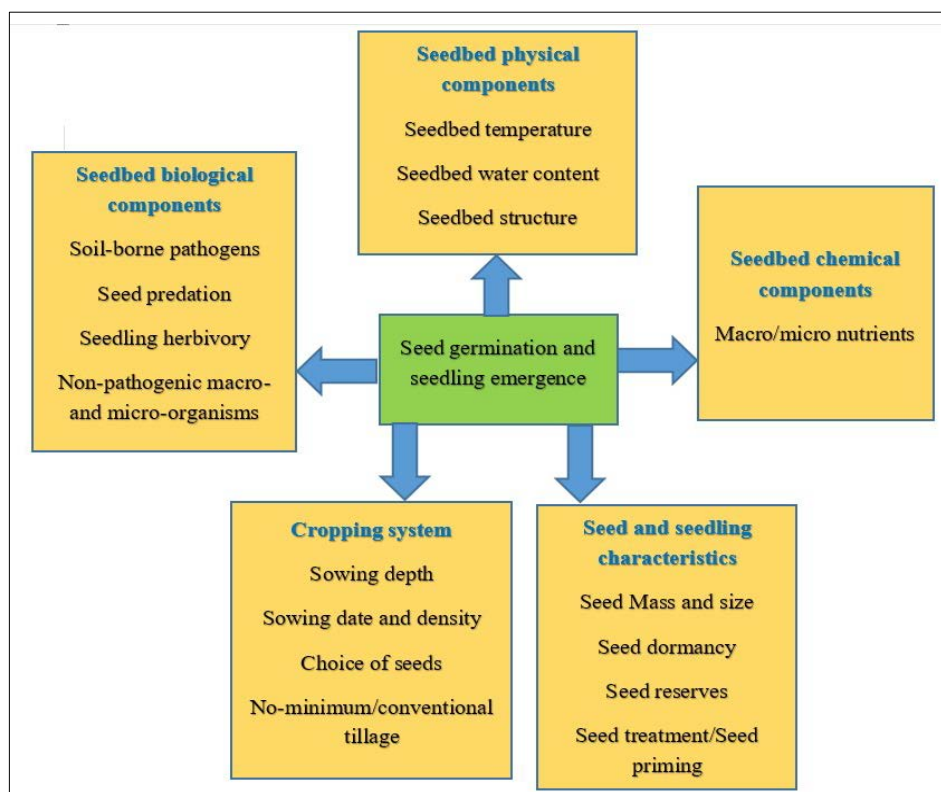 Seedbed physical
components
Seedbed temperature
Seedbed water content
Seedbed structure
Seedbed biological
components
Soil-borne pathogens
Seed predation
Seedling herbivory
Non-pathogenic macro-
and micro-organisms
Seedbed chemical
components
Macro/micro nutrients
Seed germination and
seedling emergence
Cropping system
Sowing depth
Sowing date and density
Choice of seeds
No-minimum/conventional
tillage
Seed and seedling
characteristics
Seed Mass and size
Seed dormancy
Seed reserves
Seed treatment/Seed
priming